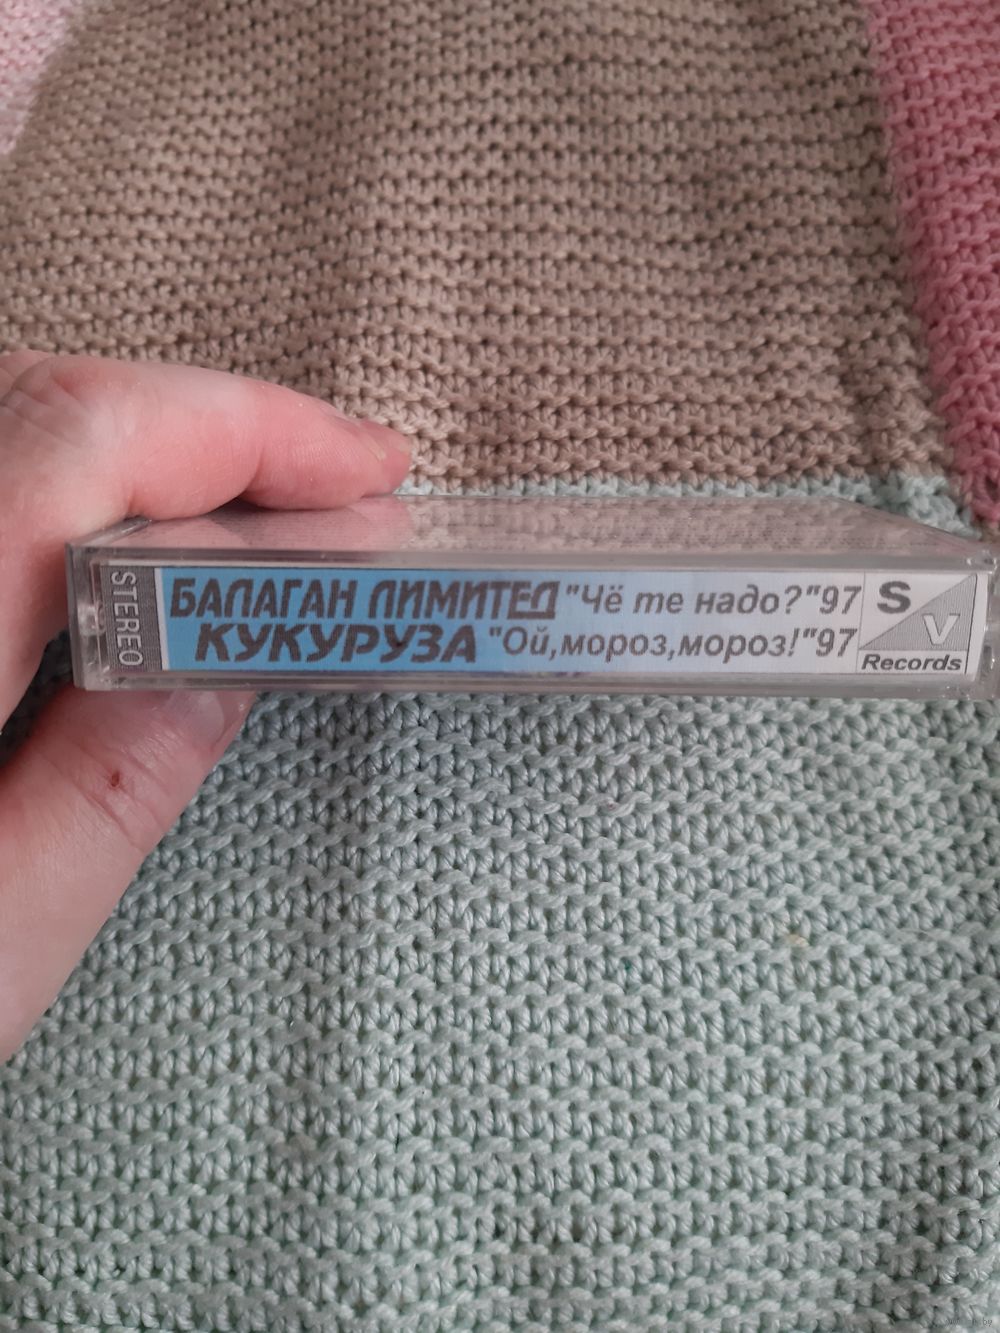 STEREO
БАЛАГАН ЛИМИТЕД "Чё те надо?"97
КУКУРУЗА "Ой,мороз,мороз!"97
S V
Records